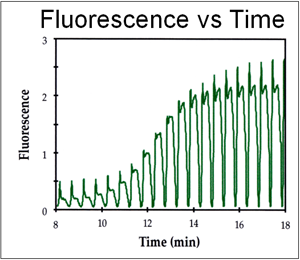 Fluorescence vs Time
3
2
1
0
Fluorescence
8 10 12 14 16 18
Time (min)